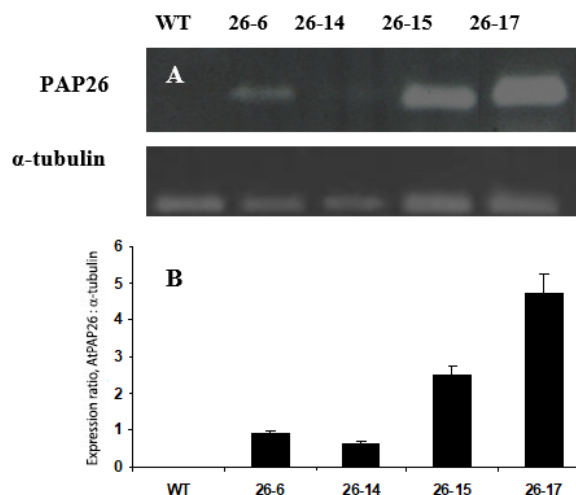 WT 26-6 26-14 26-15 26-17
PAP26
A
α-tubulin
B
Expression ratio, AtPAP26 : α-tubulin
6
5
4
3
2
1
0
WT 26-6 26-14 26-15 26-17